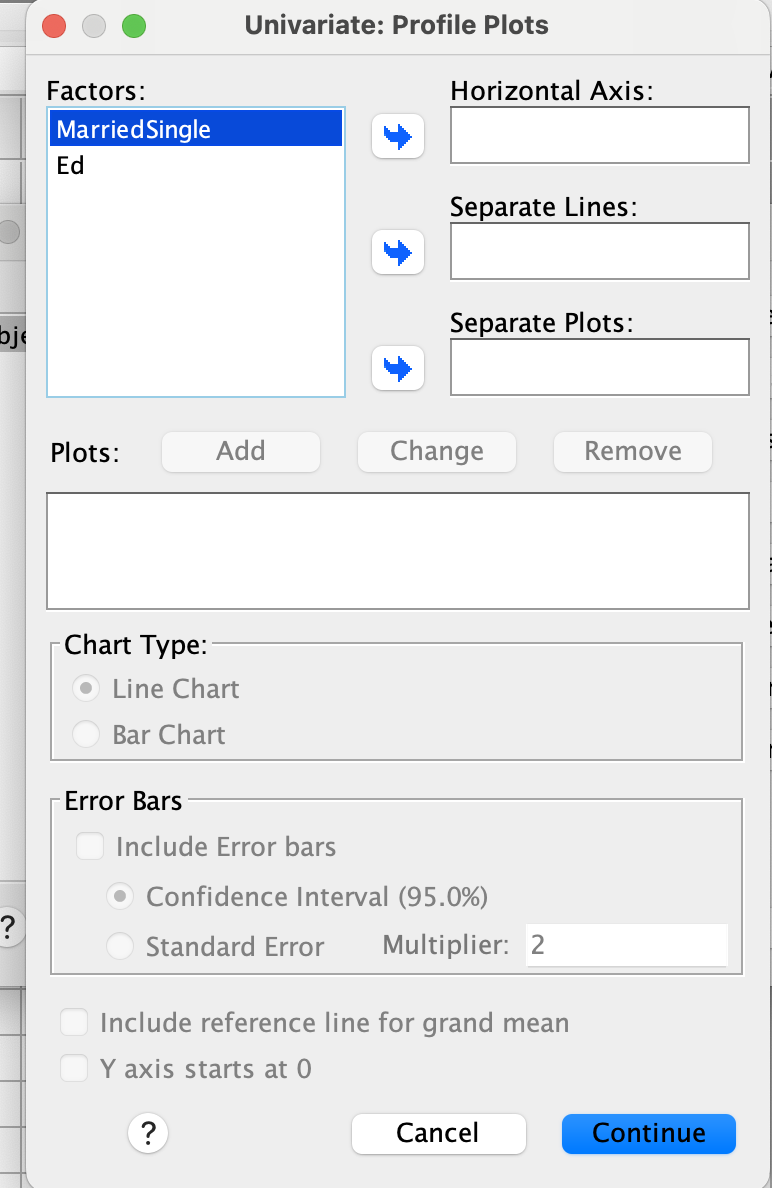 Univariate: Profile Plots
Factors:
MarriedSingle
Ed
Horizontal Axis:
Separate Lines:
Separate Plots:
Plots:
Add
Change
Remove
Chart Type:
Line Chart
Bar Chart
Error Bars
Include Error bars
Confidence Interval (95.0%)
Standard Error
Multiplier:
2
Include reference line for grand mean
Y axis starts at 0
?
Cancel
Continue
bje
?